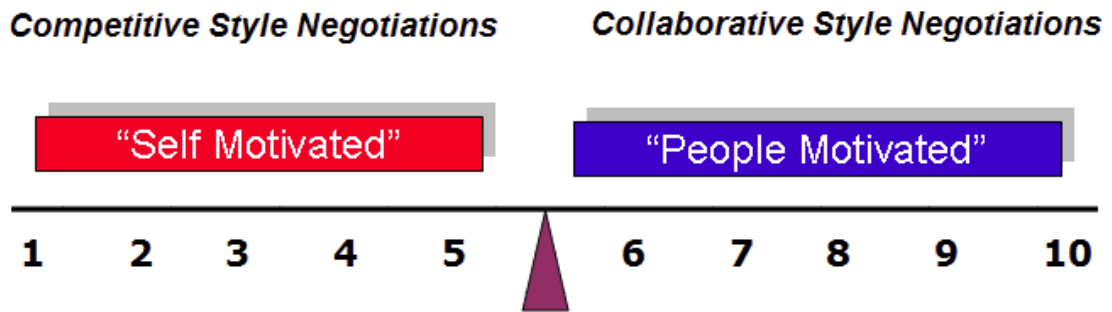 Competitive Style Negotiations
Collaborative Style Negotiations
“Self Motivated”
“People Motivated”
1 2 3 4 5 6 7 8 9 10